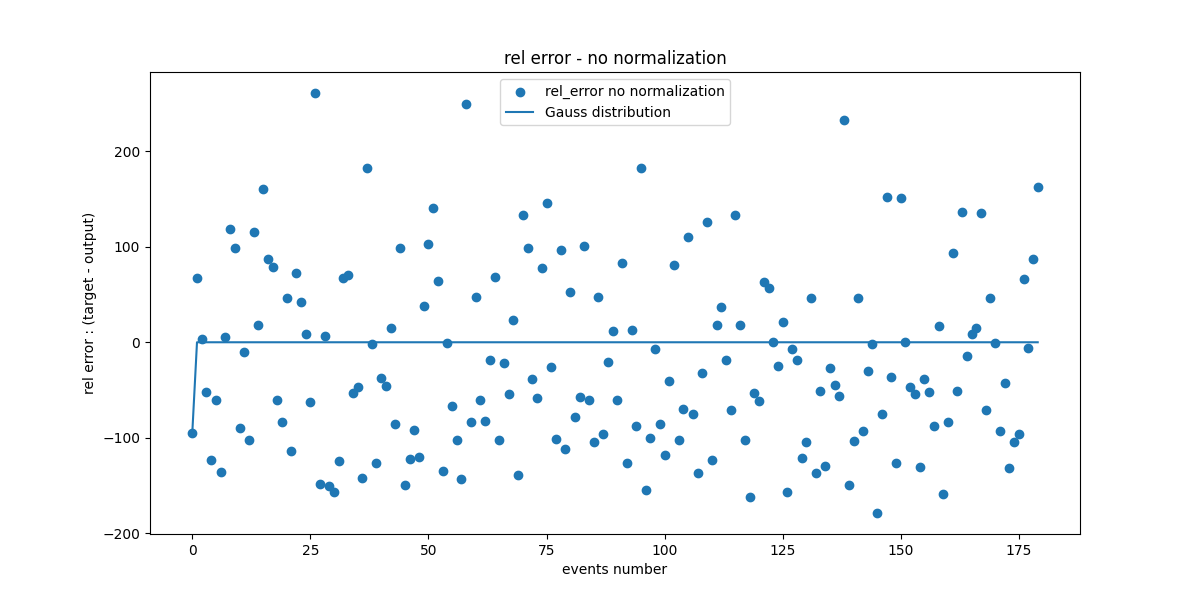 rel error - no normalization
rel_error no normalization
Gauss distribution
rel error : (target - output)
200
100
0
−100
−200
0
25
50
75
100
125
150
175
events number